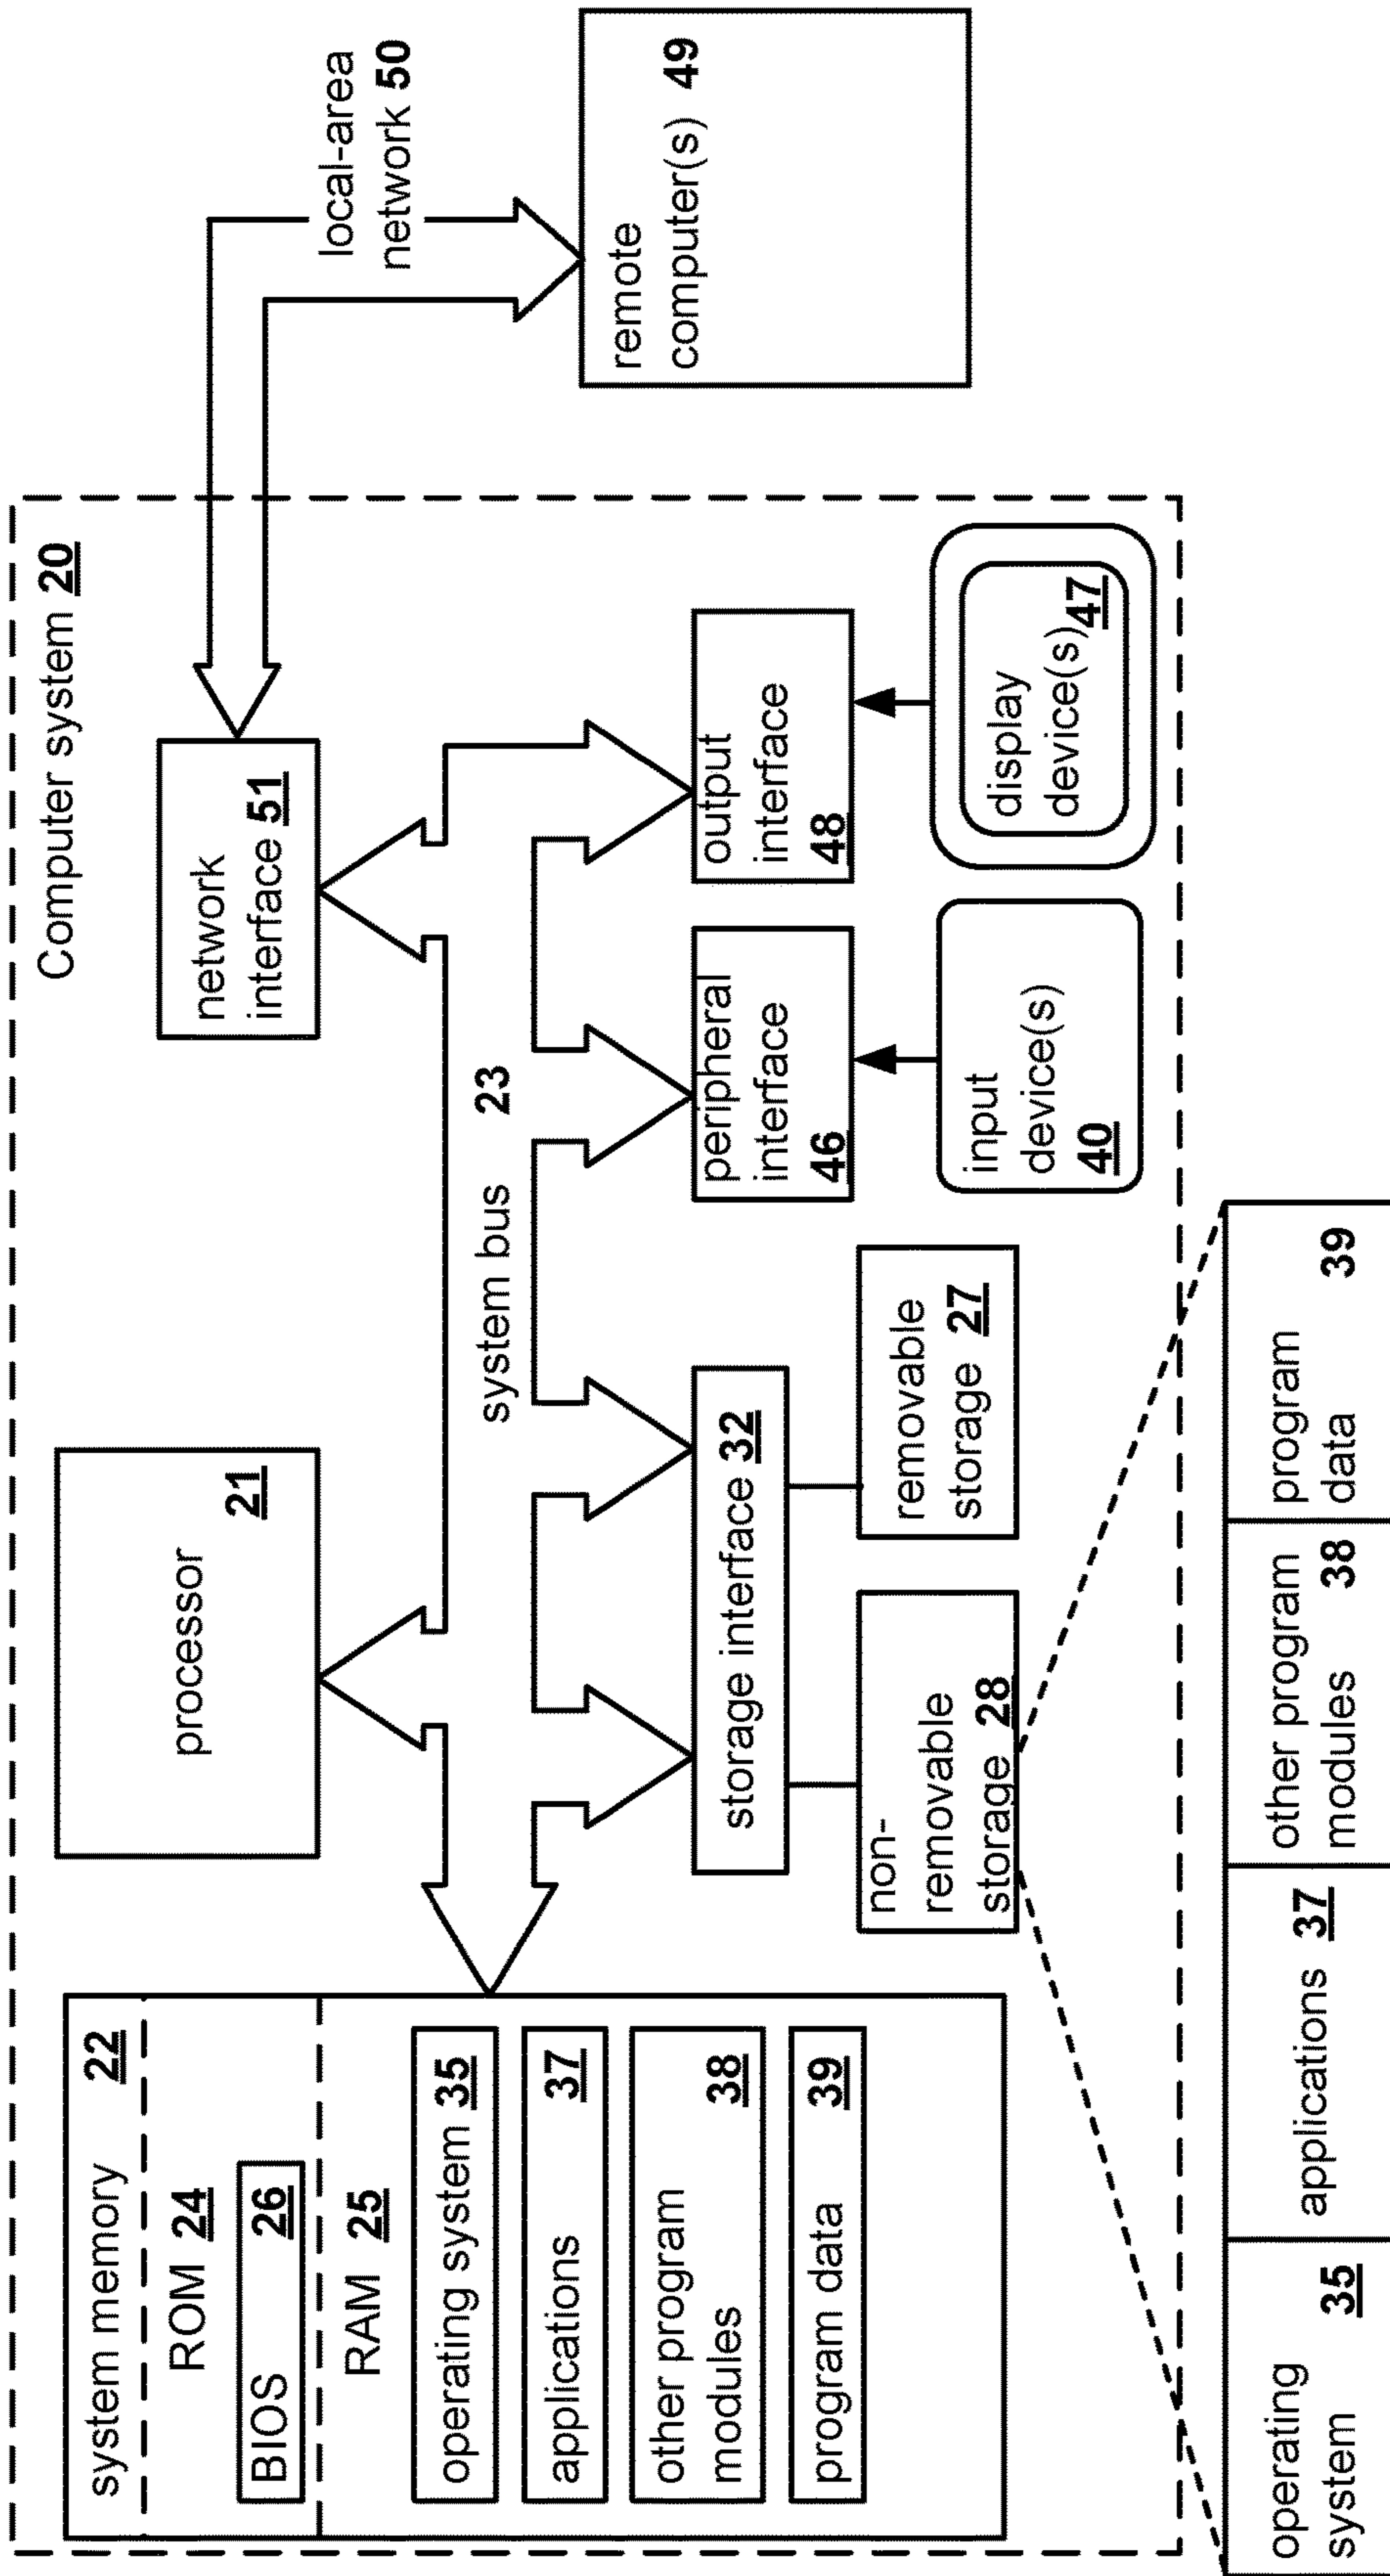 Computer system 20
system memory 22
ROM 24
BIOS 26
RAM 25
operating system 35
applications 37
other program
modules 38
program data 39
processor
21
network
interface 51
local-area
network 50
system bus 23
storage interface 32
peripheral
interface
46
output
interface
48
remote
computer(s) 49
non-
removable
storage 28
removable
storage 27
input
device(s)
40
display
device(s) 47
operating
system 35
applications 37
other program
modules 38
program
data 39